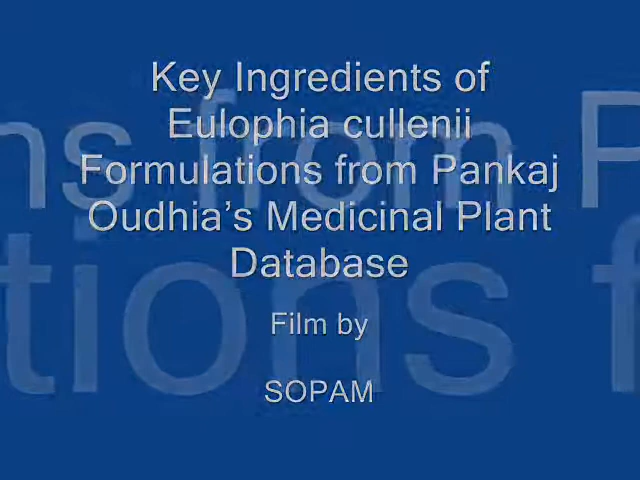 Key Ingredients of
Eulophia cullenii
Formulations from Pankaj
Oudhia’s Medicinal Plant
Database
Film by
SOPAM